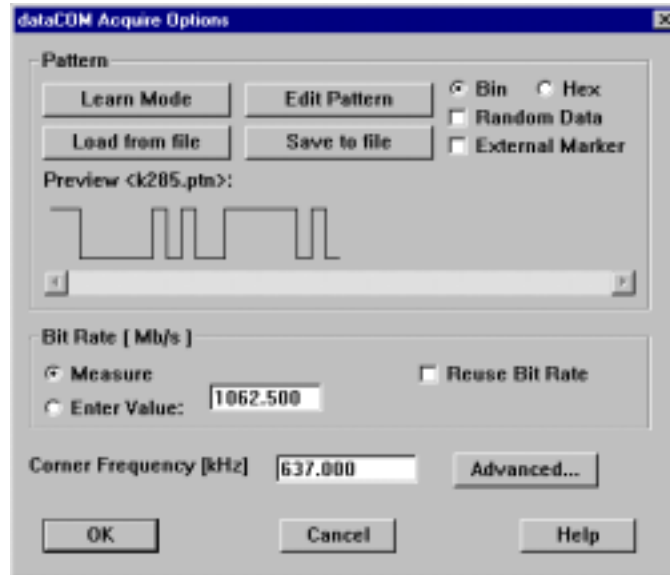 dataCOM Acquire Options
Pattern
Learn Mode Edit Pattern Bin Hex
Random Data
Load from file Save to file External Marker
Preview <k285.ptn>:
Bit Rate [ Mb/s ]
Measure Reuse Bit Rate
Enter Value: 1062.500
Corner Frequency [kHz] 637.000 Advanced...
OK Cancel Help